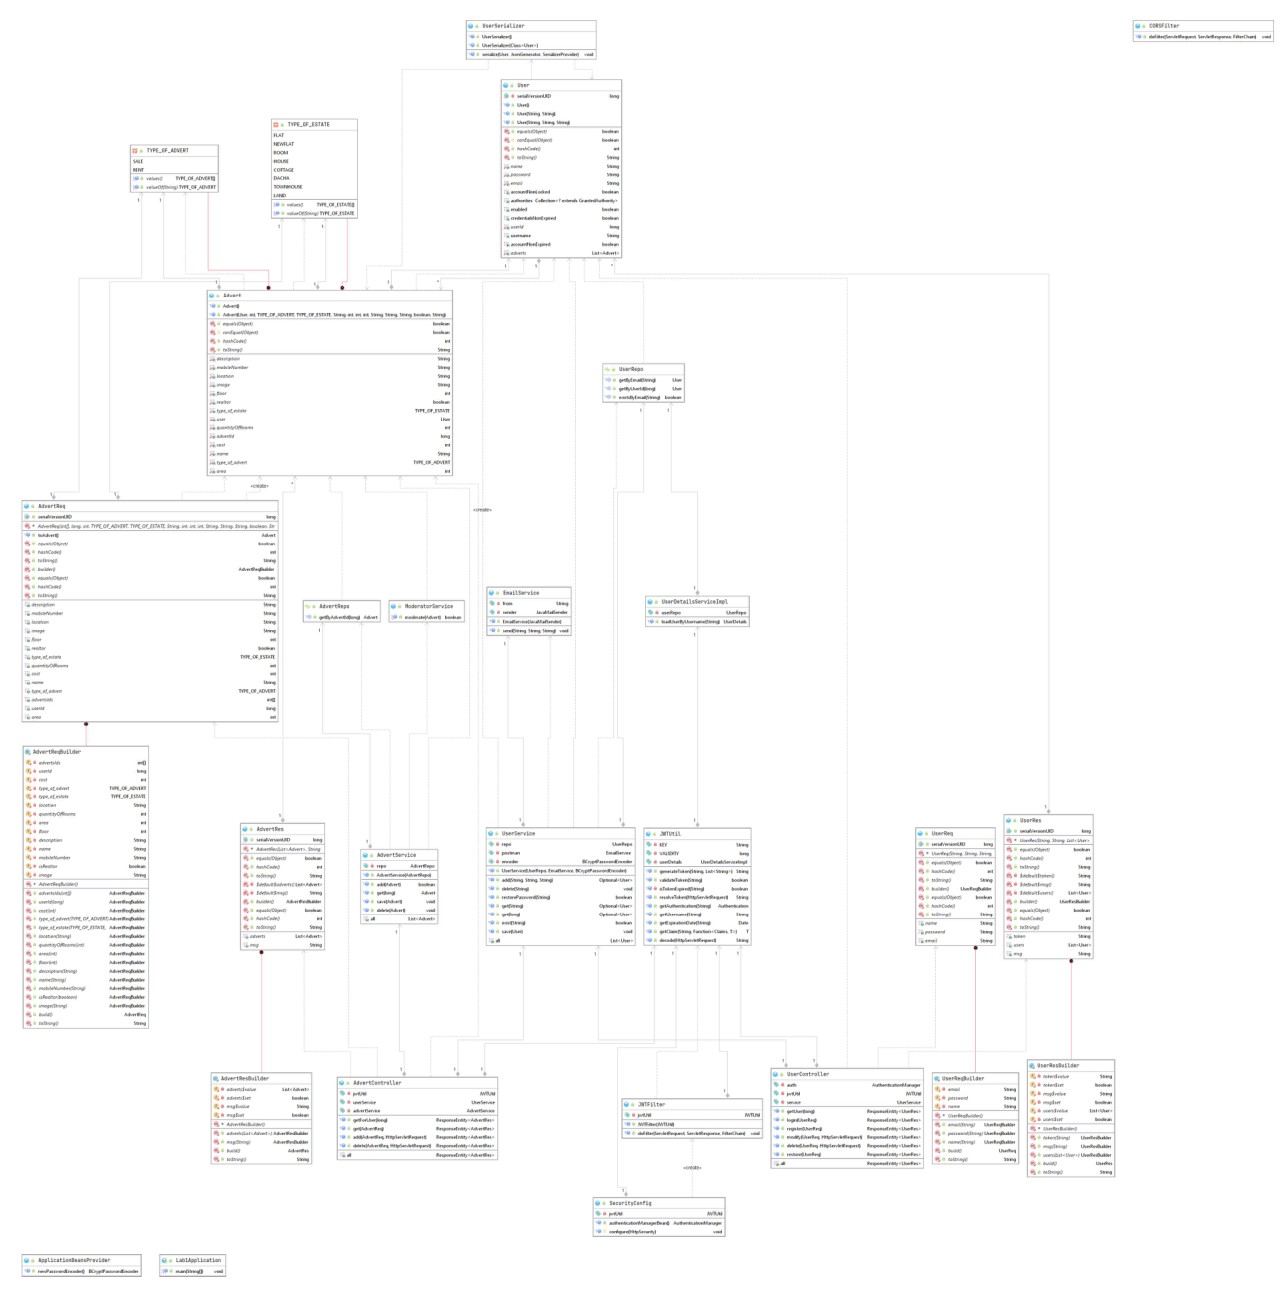 UserSerializer
UserSerializer()
UserSerializer(Class<User>)
serialize(User, JsonGenerator, SerializerProvider) void
CORSFilter
doFilter(ServletRequest, ServletResponse, FilterChain) void
User
serialVersionUID long
User()
User(String, String)
User(String, String, String)
equals(Object) boolean
canEqual(Object) boolean
hashCode() int
toString() String
name String
password String
email String
accountNonLocked boolean
authorities Collection<? extends GrantedAuthority>
enabled boolean
credentialsNonExpired boolean
userId long
username String
accountNonExpired boolean
adverts List<Advert>
TYPE_OF_ESTATE
FLAT
NEWFLAT
ROOM
HOUSE
COTTAGE
DACHA
TOWNHOUSE
LAND
values() TYPE_OF_ESTATE[]
valueOf(String) TYPE_OF_ESTATE
TYPE_OF_ADVERT
SALE
RENT
values() TYPE_OF_ADVERT[]
valueOf(String) TYPE_OF_ADVERT
Advert
Advert()
Advert(User, int, TYPE_OF_ADVERT, TYPE_OF_ESTATE, String, int, int, int, String, String, String, boolean, String)
equals(Object) boolean
canEqual(Object) boolean
hashCode() int
toString() String
description String
mobileNumber String
location String
image String
floor int
realtor boolean
type_of_estate TYPE_OF_ESTATE
user User
quantityOfRooms int
advertId long
cost int
name String
type_of_advert TYPE_OF_ADVERT
area int
UserRepo
getByEmail(String) User
getByUserId(long) User
existsByEmail(String) boolean
«create»
«create»
AdvertReq
serialVersionUID long
AdvertReq(int[], long, int, TYPE_OF_ADVERT, TYPE_OF_ESTATE, String, int, int, int, String, String, String, boolean, Str
toAdvert() Advert
equals(Object) boolean
hashCode() int
toString() String
builder() AdvertReqBuilder
equals(Object) boolean
hashCode() int
toString() String
description String
mobileNumber String
location String
image String
floor int
realtor boolean
type_of_estate TYPE_OF_ESTATE
quantityOfRooms int
cost int
name String
type_of_advert TYPE_OF_ADVERT
advertsIds int[]
userId long
area int
AdvertRepo
getByAdvertId(long) Advert
ModeratorService
moderate(Advert) boolean
EmailService
from String
sender JavaMailSender
EmailService(JavaMailSender)
send(String, String, String) void
UserDetailsServiceImpl
userRepo UserRepo
loadUserByUsername(String) UserDetails
AdvertReqBuilder
advertsIds int[]
userId long
cost int
type_of_advert TYPE_OF_ADVERT
type_of_estate TYPE_OF_ESTATE
location String
quantityOfRooms int
area int
floor int
description String
name String
mobileNumber String
isRealtor boolean
image String
AdvertReqBuilder()
advertsIds(int[]) AdvertReqBuilder
userId(long) AdvertReqBuilder
cost(int) AdvertReqBuilder
type_of_advert(TYPE_OF_ADVERT) AdvertReqBuilder
type_of_estate(TYPE_OF_ESTATE) AdvertReqBuilder
location(String) AdvertReqBuilder
quantityOfRooms(int) AdvertReqBuilder
area(int) AdvertReqBuilder
floor(int) AdvertReqBuilder
description(String) AdvertReqBuilder
name(String) AdvertReqBuilder
mobileNumber(String) AdvertReqBuilder
isRealtor(boolean) AdvertReqBuilder
image(String) AdvertReqBuilder
build() AdvertReq
toString() String
AdvertRes
serialVersionUID long
AdvertRes(List<Advert>, String)
equals(Object) boolean
hashCode() int
toString() String
$default$adverts() List<Advert>
$default$msg() String
builder() AdvertResBuilder
equals(Object) boolean
hashCode() int
toString() String
adverts List<Advert>
msg String
AdvertService
repo AdvertRepo
AdvertService(AdvertRepo)
add(Advert) boolean
get(long) Advert
save(Advert) void
delete(Advert) void
all List<Advert>
UserService
repo UserRepo
postman EmailService
encoder BCryptPasswordEncoder
UserService(UserRepo, EmailService, BCryptPasswordEncoder)
add(String, String, String) Optional<User>
delete(String) void
restorePassword(String) boolean
get(String) Optional<User>
get(long) Optional<User>
exist(String) boolean
save(User) void
all List<User>
JWTUtil
KEY String
VALIDITY long
userDetails UserDetailsServiceImpl
generateToken(String, List<String>) String
validateToken(String) boolean
isTokenExpired(String) boolean
resolveToken(HttpServletRequest) String
getAuthentication(String) Authentication
getUsername(String) String
getExpirationDate(String) Date
getClaim(String, Function<Claims, T>) T
decode(HttpServletRequest) String
UserReq
serialVersionUID long
UserReq(String, String, String)
equals(Object) boolean
hashCode() int
toString() String
builder() UserReqBuilder
equals(Object) boolean
hashCode() int
toString() String
name String
password String
email String
UserRes
serialVersionUID long
UserRes(String, String, List<User>)
equals(Object) boolean
hashCode() int
toString() String
$default$token() String
$default$msg() String
$default$users() List<User>
builder() UserResBuilder
equals(Object) boolean
hashCode() int
toString() String
token String
users List<User>
msg String
AdvertResBuilder
adverts$value List<Advert>
adverts$set boolean
msg$value String
msg$set boolean
AdvertResBuilder()
adverts(List<Advert>) AdvertResBuilder
msg(String) AdvertResBuilder
build() AdvertRes
toString() String
AdvertController
jwtUtil JWTUtil
userService UserService
advertService AdvertService
getForUser(long) ResponseEntity<AdvertRes>
get(AdvertReq) ResponseEntity<AdvertRes>
add(AdvertReq, HttpServletRequest) ResponseEntity<AdvertRes>
delete(AdvertReq, HttpServletRequest) ResponseEntity<AdvertRes>
all ResponseEntity<AdvertRes>
JWTFilter
jwtUtil JWTUtil
JWTFilter(JWTUtil)
doFilter(ServletRequest, ServletResponse, FilterChain) void
UserController
auth AuthenticationManager
jwtUtil JWTUtil
service UserService
getUser(long) ResponseEntity<UserRes>
login(UserReq) ResponseEntity<UserRes>
register(UserReq) ResponseEntity<UserRes>
modify(UserReq, HttpServletRequest) ResponseEntity<UserRes>
delete(UserReq, HttpServletRequest) ResponseEntity<UserRes>
restore(UserReq) ResponseEntity<UserRes>
all ResponseEntity<UserRes>
UserReqBuilder
email String
password String
name String
UserReqBuilder()
email(String) UserReqBuilder
password(String) UserReqBuilder
name(String) UserReqBuilder
build() UserReq
toString() String
UserResBuilder
token$value String
token$set boolean
msg$value String
msg$set boolean
users$value List<User>
users$set boolean
UserResBuilder()
token(String) UserResBuilder
msg(String) UserResBuilder
users(List<User>) UserResBuilder
build() UserRes
toString() String
«create»
SecurityConfig
jwtUtil JWTUtil
authenticationManagerBean() AuthenticationManager
configure(HttpSecurity) void
ApplicationBeansProvider
newPasswordEncoder() BCryptPasswordEncoder
Lab1Application
main(String[]) void